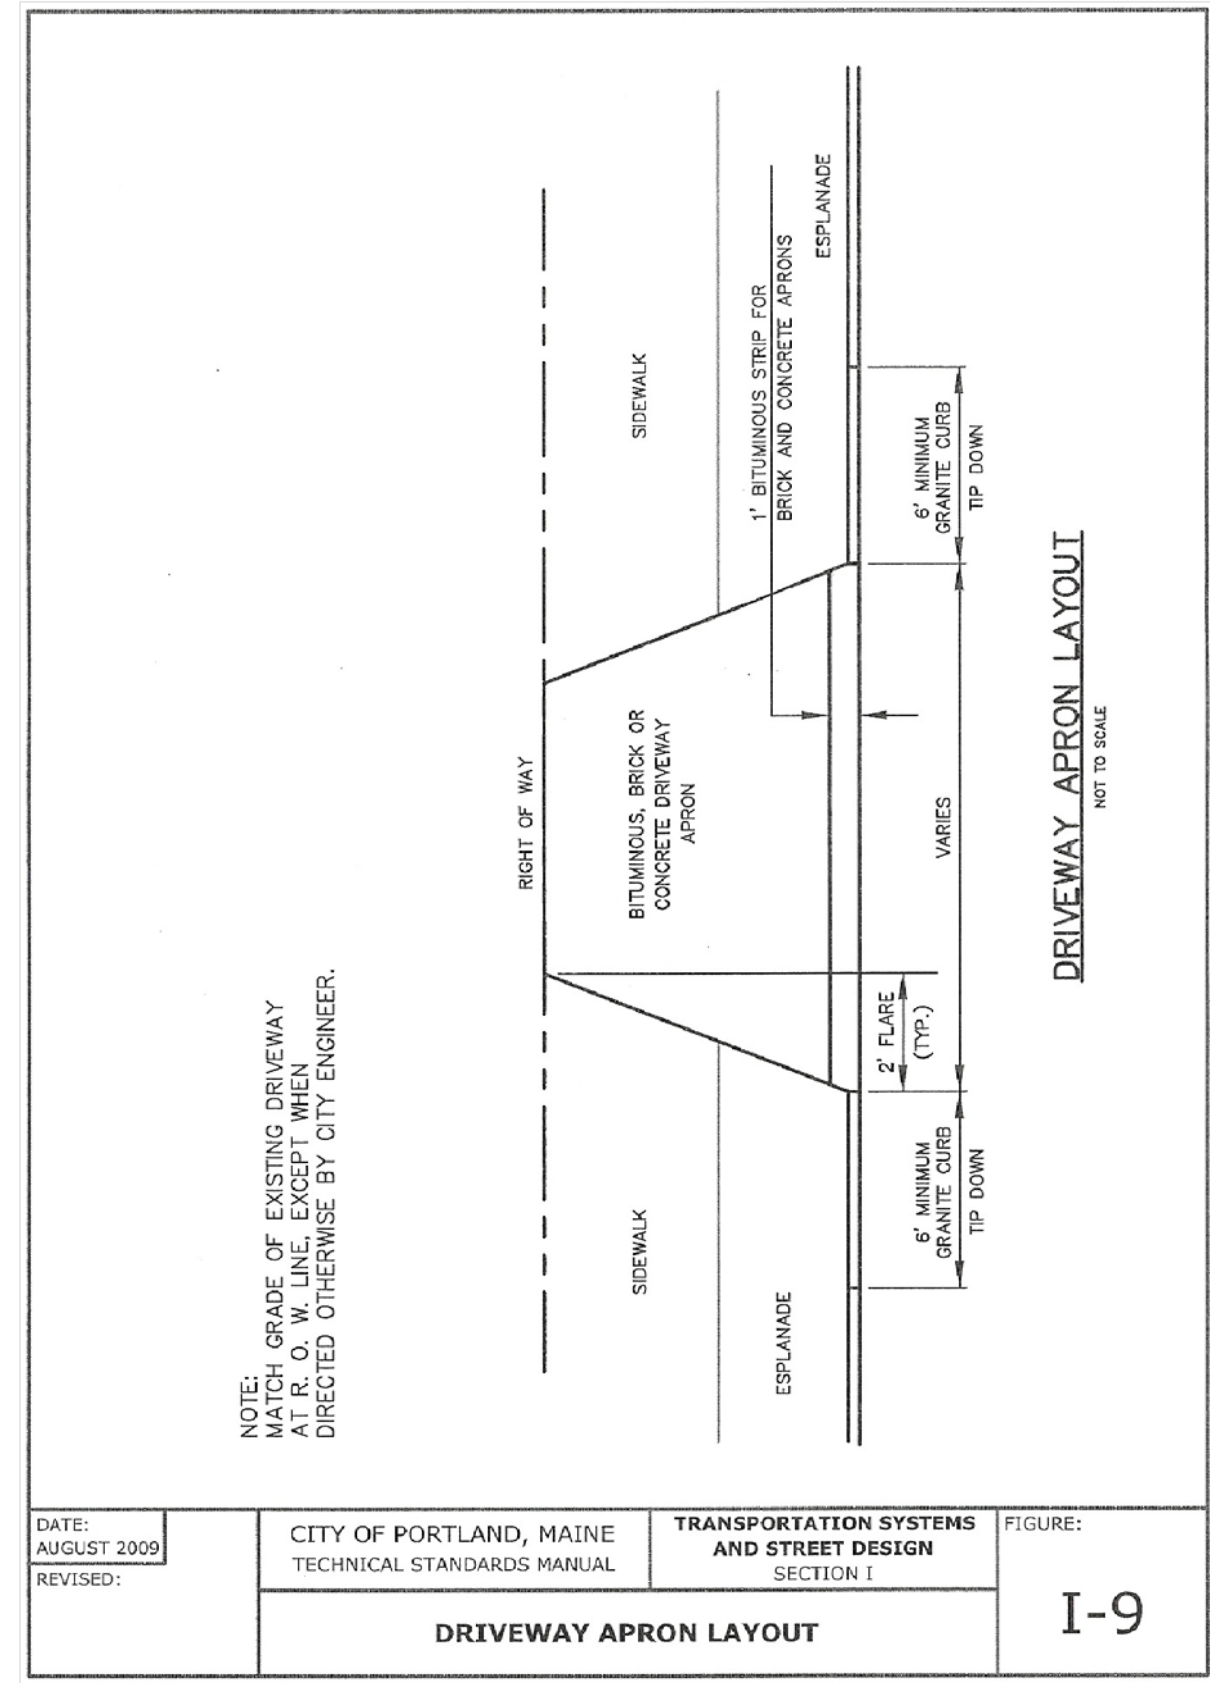 NOTE:
MATCH GRADE OF EXISTING DRIVEWAY
AT R. O. W. LINE, EXCEPT WHEN
DIRECTED OTHERWISE BY CITY ENGINEER.
RIGHT OF WAY
SIDEWALK
BITUMINOUS, BRICK OR
CONCRETE DRIVEWAY
APRON
SIDEWALK
1' BITUMINOUS STRIP FOR
BRICK AND CONCRETE APRONS
ESPLANADE
ESPLANADE
2' FLARE
(TYP.)
6' MINIMUM
GRANITE CURB
TIP DOWN
VARIES
6' MINIMUM
GRANITE CURB
TIP DOWN
DRIVEWAY APRON LAYOUT
NOT TO SCALE
DATE:
AUGUST 2009
REVISED:
CITY OF PORTLAND, MAINE
TECHNICAL STANDARDS MANUAL
TRANSPORTATION SYSTEMS
AND STREET DESIGN
SECTION I
DRIVEWAY APRON LAYOUT
FIGURE:
I-9